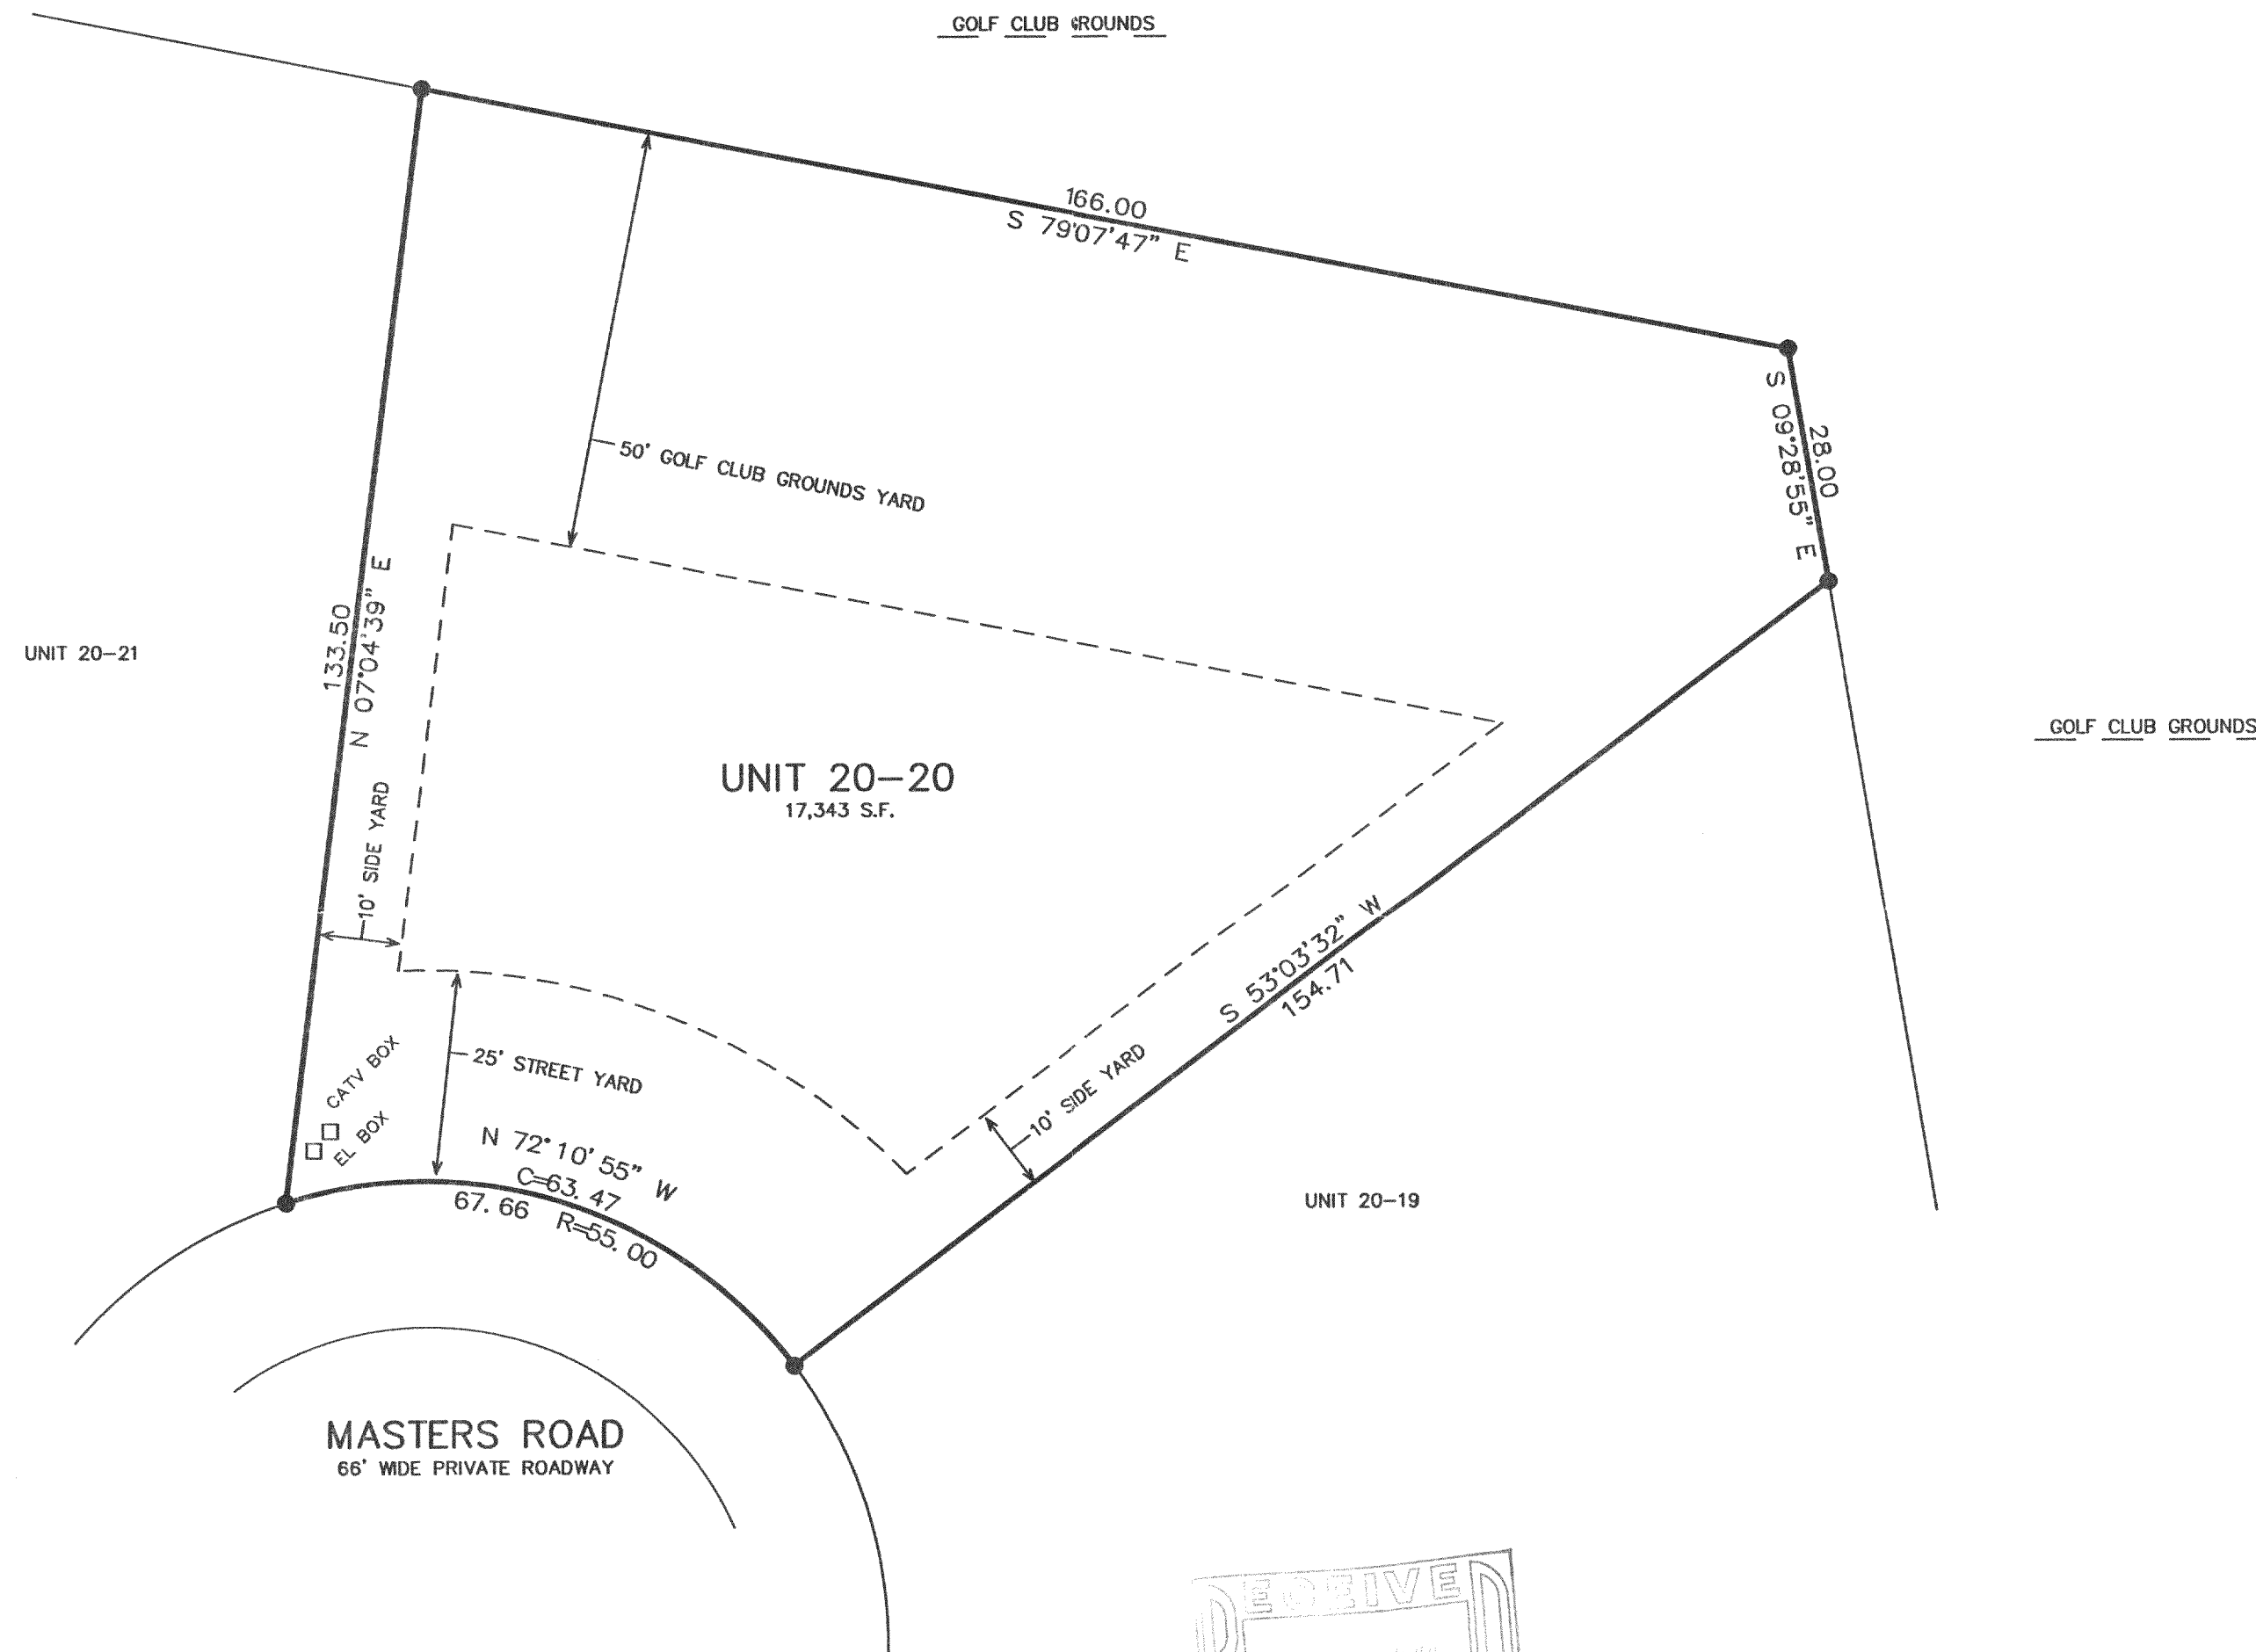 GOLF CLUB GROUNDS
166.00
S 79°07'47" E
S 09°28'55" E
28.00
50' GOLF CLUB GROUNDS YARD
133.50
N 07°04'39" E
UNIT 20-21
GOLF CLUB GROUNDS
UNIT 20-20
17,343 S.F.
10' SIDE YARD
S 53°03'32" W
154.71
CATV BOX
EL BOX
25' STREET YARD
10' SIDE YARD
N 72°10'55" W
C=63.47
67.66 R=55.00
UNIT 20-19
MASTERS ROAD
66' WIDE PRIVATE ROADWAY